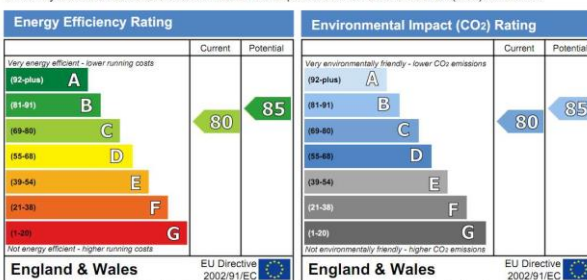 Energy Efficiency Rating
Current Potential
Very energy efficient - lower running costs
(92-plus) A
(81-91) B
(69-80) C
(55-68) D
(39-54) E
(21-38) F
(1-20) G
80
85
Not energy efficient - higher running costs
England & Wales
EU Directive
2002/91/EC
Environmental Impact (CO2) Rating
Current Potential
Very environmentally friendly - lower CO2 emissions
(92-plus) A
(81-91) B
(69-80) C
(55-68) D
(39-54) E
(21-38) F
(1-20) G
80
85
Not environmentally friendly - higher CO2 emissions
England & Wales
EU Directive
2002/91/EC